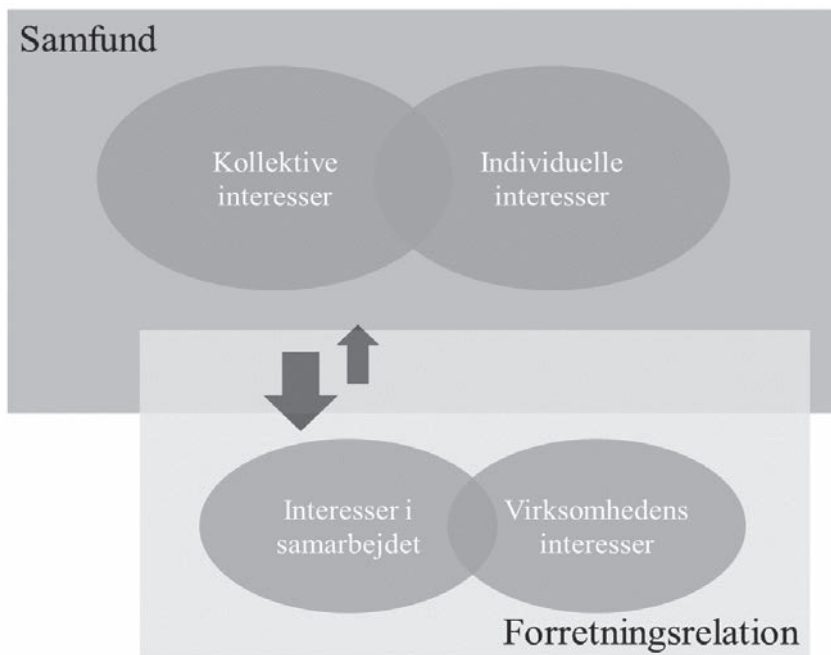 Samfund
Kollektive
interesser
Individuelle
interesser
Interesser i
samarbejdet
Virksomhedens
interesser
Forretningsrelation